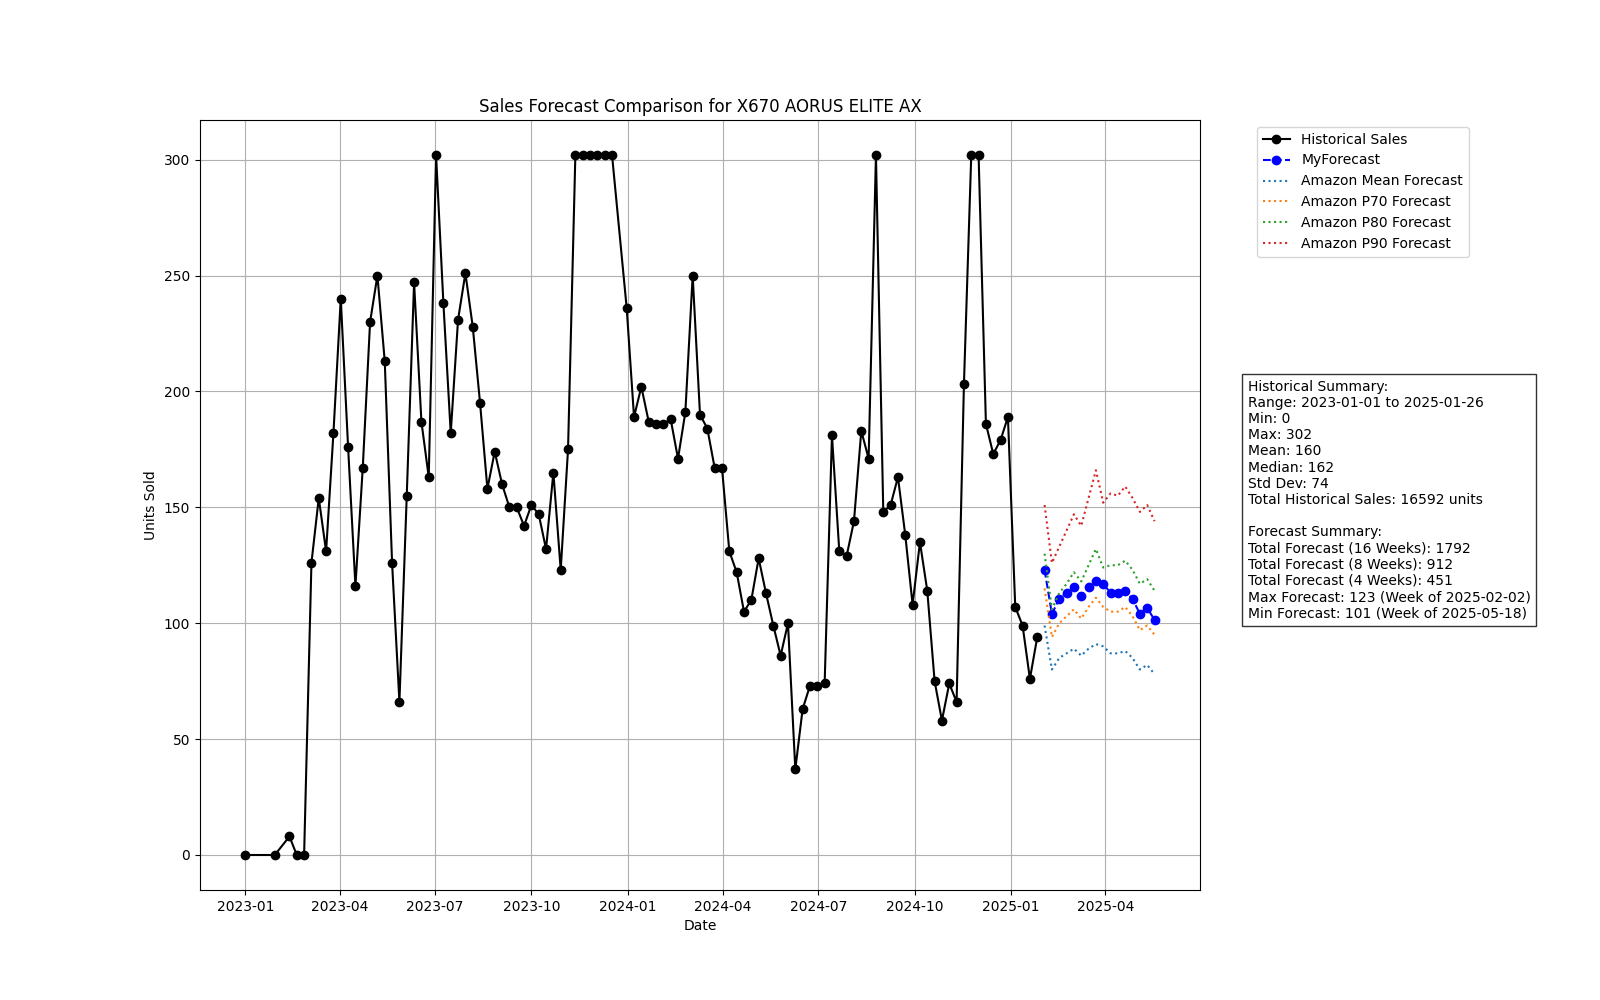 Sales Forecast Comparison for X670 AORUS ELITE AX
Units Sold
300
250
200
150
100
50
0
2023-01
2023-04
2023-07
2023-10
2024-01
2024-04
2024-07
2024-10
2025-01
2025-04
Date
Historical Sales
MyForecast
Amazon Mean Forecast
Amazon P70 Forecast
Amazon P80 Forecast
Amazon P90 Forecast
Historical Summary:
Range: 2023-01-01 to 2025-01-26
Min: 0
Max: 302
Mean: 160
Median: 162
Std Dev: 74
Total Historical Sales: 16592 units
Forecast Summary:
Total Forecast (16 Weeks): 1792
Total Forecast (8 Weeks): 912
Total Forecast (4 Weeks): 451
Max Forecast: 123 (Week of 2025-02-02)
Min Forecast: 101 (Week of 2025-05-18)